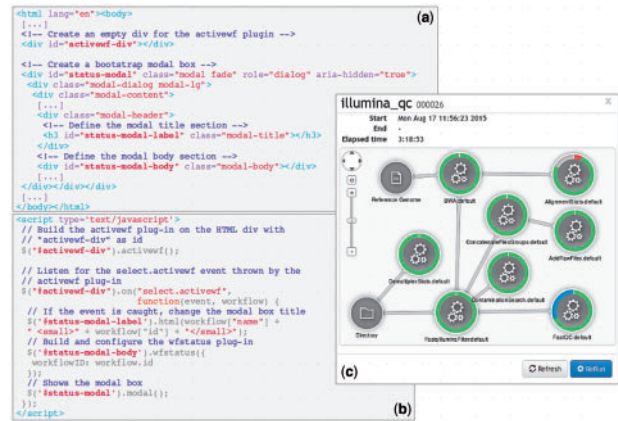 <html lang="en"><body>
(a)
[...]
<!-- Create an empty div for the activewf plugin -->
<div id="activewf-div"></div>
<!-- Create a bootstrap modal box -->
<div id="status-modal" class="modal fade" role="dialog" aria-hidden="true">
<div class="modal-dialog modal-lg">
<div class="modal-content">
[...]
<div class="modal-header">
<!-- Define the modal title section -->
<h3 id="status-modal-label" class="modal-title"></h3>
</div>
<!-- Define the modal body section -->
<div id="status-modal-body" class="modal-body"></div>
[...]
</div></div></div>
[...]
</body></html>
<script type='text/javascript'>
// Build the activewf plug-in on the HTML div with
// "activewf-div" as id
$("#activewf-div").activewf();
// Listen for the select.activewf event thrown by the
// activewf plug-in
$("#activewf-div").on("select.activewf",
function(event, workflow) {
// If the event is caught, change the modal box title
$('#status-modal-label').html(workflow["name"] +
" <small>" + workflow["id"] + "</small>");
// Build and configure the wfstatus plug-in
$('#status-modal-body').wfstatus({
workflowID: workflow.id
});
// Shows the modal box
$('#status-modal').modal();
});
</script>
(b)
illumina_qc 000026
x
Start Mon Aug 17 11:56:23 2015
End -
Elapsed time 3:18:53
Reference Genome
BWA.default
AlignmentStats.default
ConcatenateFilesGroups.default
AddRawFiles.default
DemultiplexStats.default
ContaminationSearch.default
Directory
FastqIlluminaFilter.default
FastQC.default
(c)
Refresh
ReRun